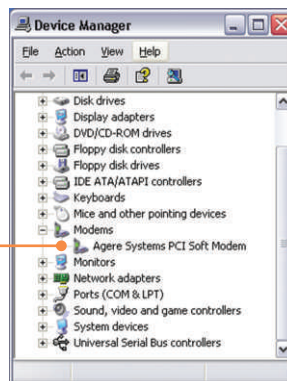 Device Manager
File Action View Help
Disk drives
Display adapters
DVD/CD-ROM drives
Floppy disk controllers
Floppy disk drives
IDE ATA/ATAPI controllers
Keyboards
Mice and other pointing devices
Modems
Agere Systems PCI Soft Modem
Monitors
Network adapters
Ports (COM & LPT)
Sound, video and game controllers
System devices
Universal Serial Bus controllers